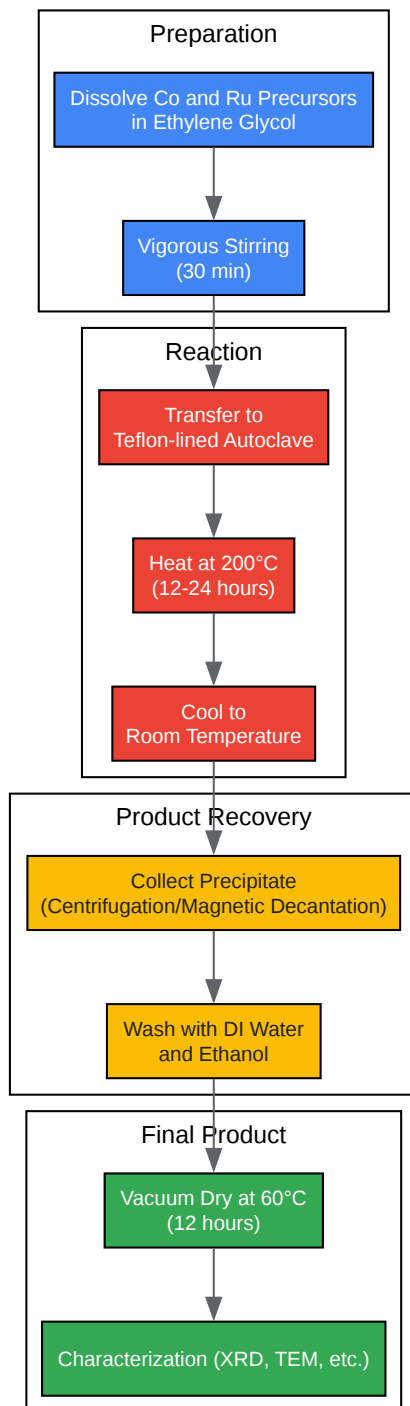 Preparation
Dissolve Co and Ru Precursors
in Ethylene Glycol
Vigorous Stirring
(30 min)
Reaction
Transfer to
Teflon-lined Autoclave
Heat at 200°C
(12-24 hours)
Cool to
Room Temperature
Product Recovery
Collect Precipitate
(Centrifugation/Magnetic Decantation)
Wash with DI Water
and Ethanol
Final Product
Vacuum Dry at 60°C
(12 hours)
Characterization (XRD, TEM, etc.)